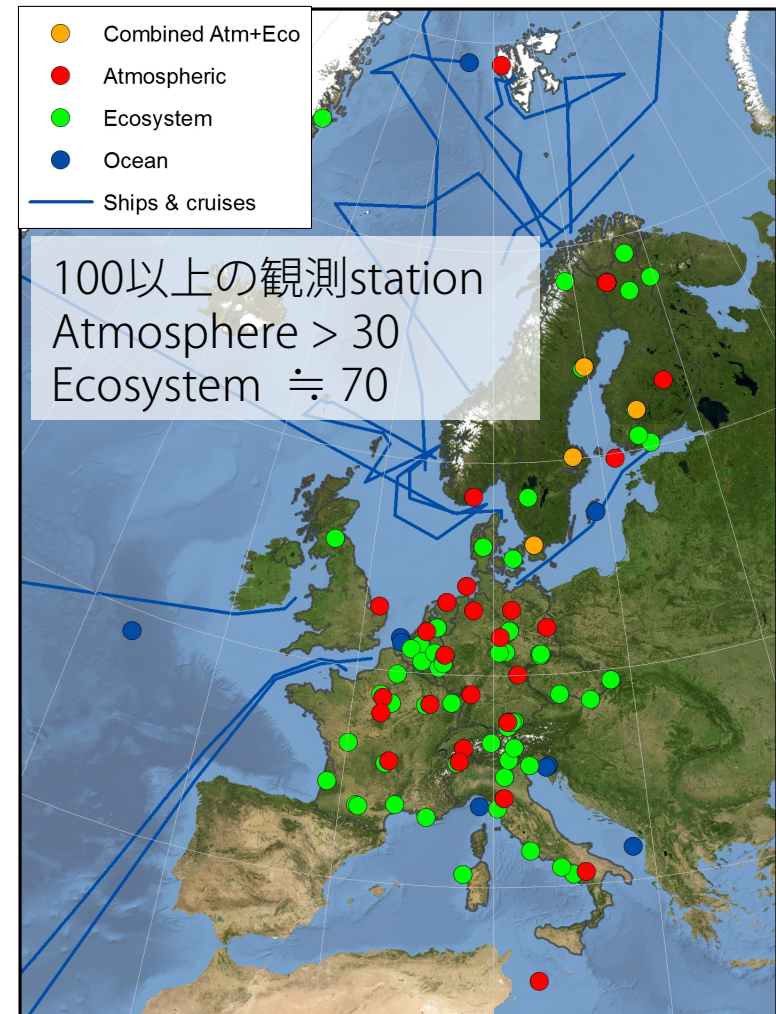 Combined Atm+Eco
Atmospheric
Ecosystem
Ocean
Ships & cruises
100以上の観測station
Atmosphere > 30
Ecosystem ≒ 70